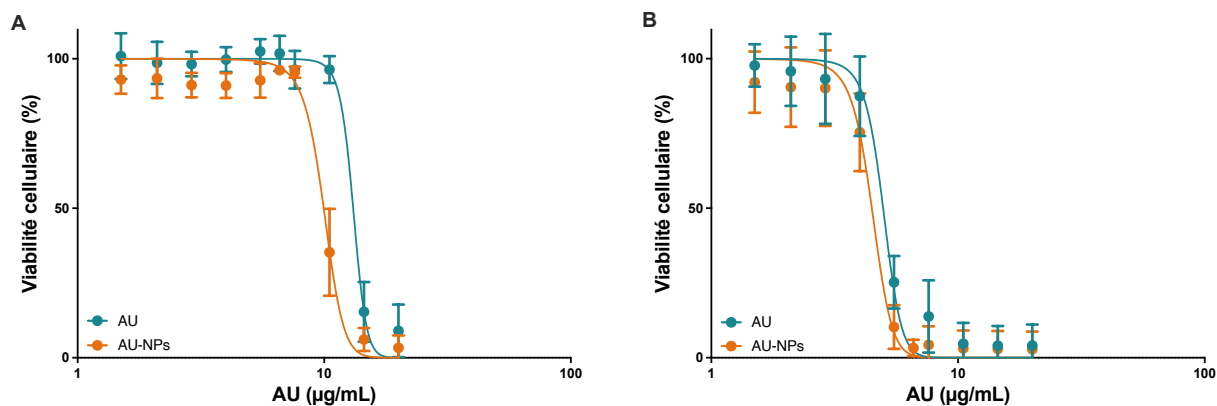 A
Viabilité cellulaire (%)
100
50
0
AU
AU-NPs
1
10
100
AU (µg/mL)
B
Viabilité cellulaire (%)
100
50
0
AU
AU-NPs
1
10
100
AU (µg/mL)